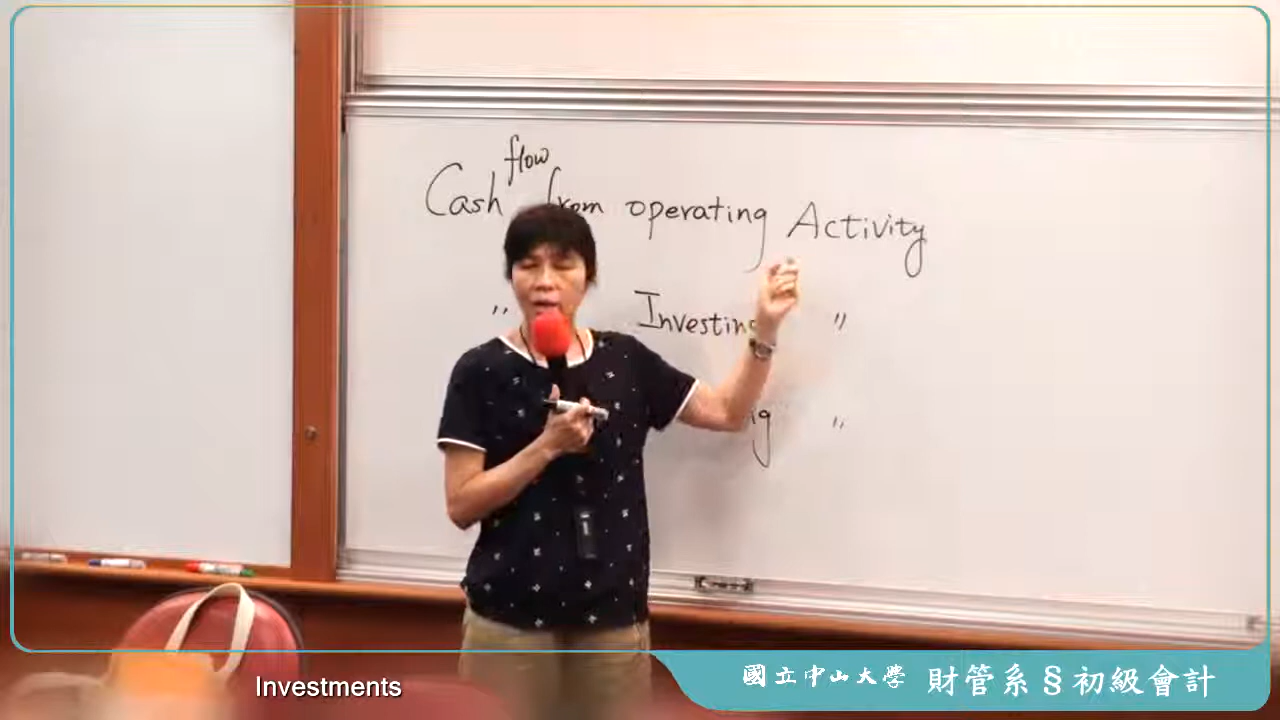 flow
Cash from operating Activity
" Investing "
ig "
Investments
國立中山大學 財管系§初級會計